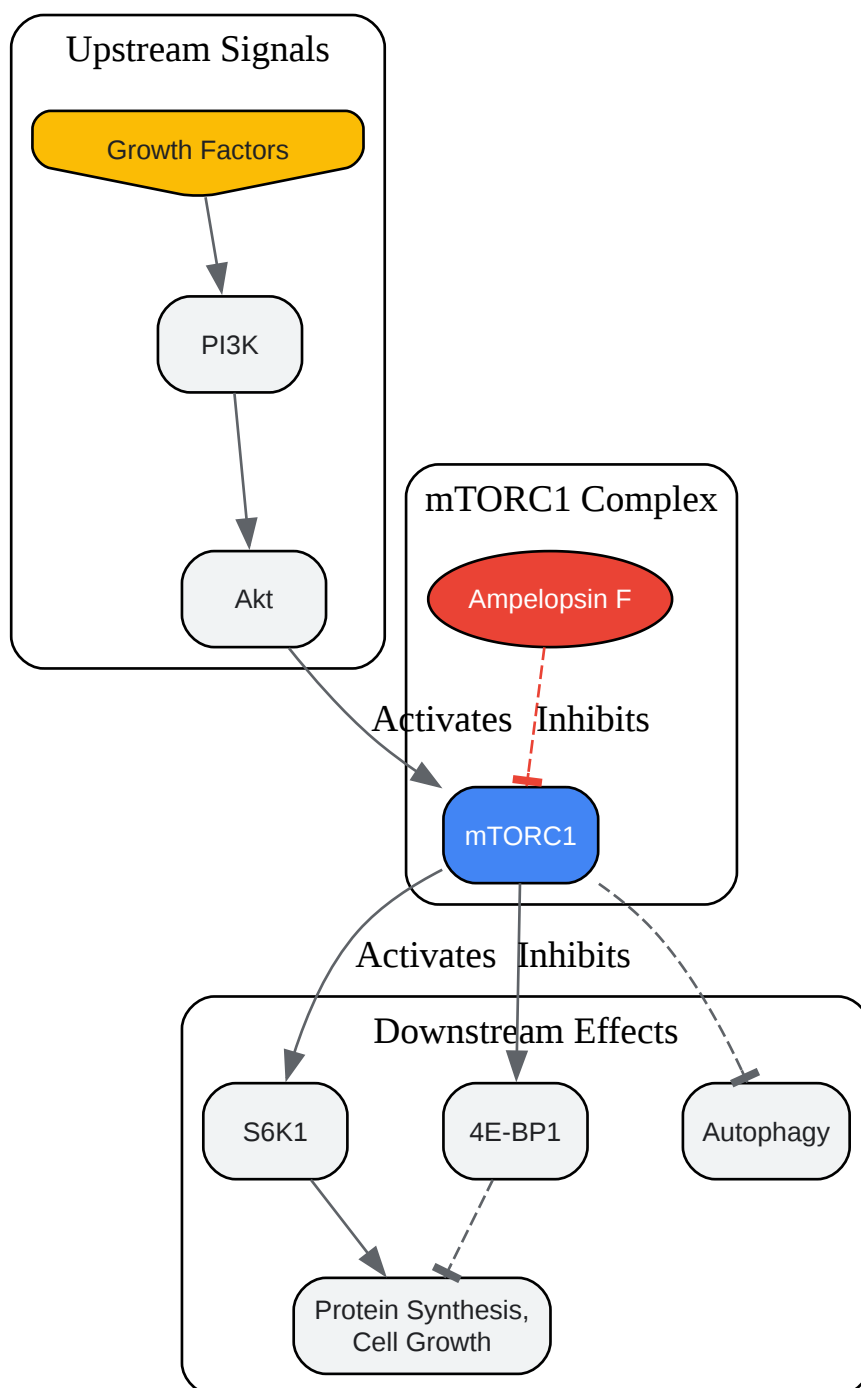 Upstream Signals
Growth Factors
PI3K
mTORC1 Complex
Akt
Ampelopsin F
Activates
Inhibits
mTORC1
Activates
Inhibits
Downstream Effects
S6K1
4E-BP1
Autophagy
Protein Synthesis,
Cell Growth